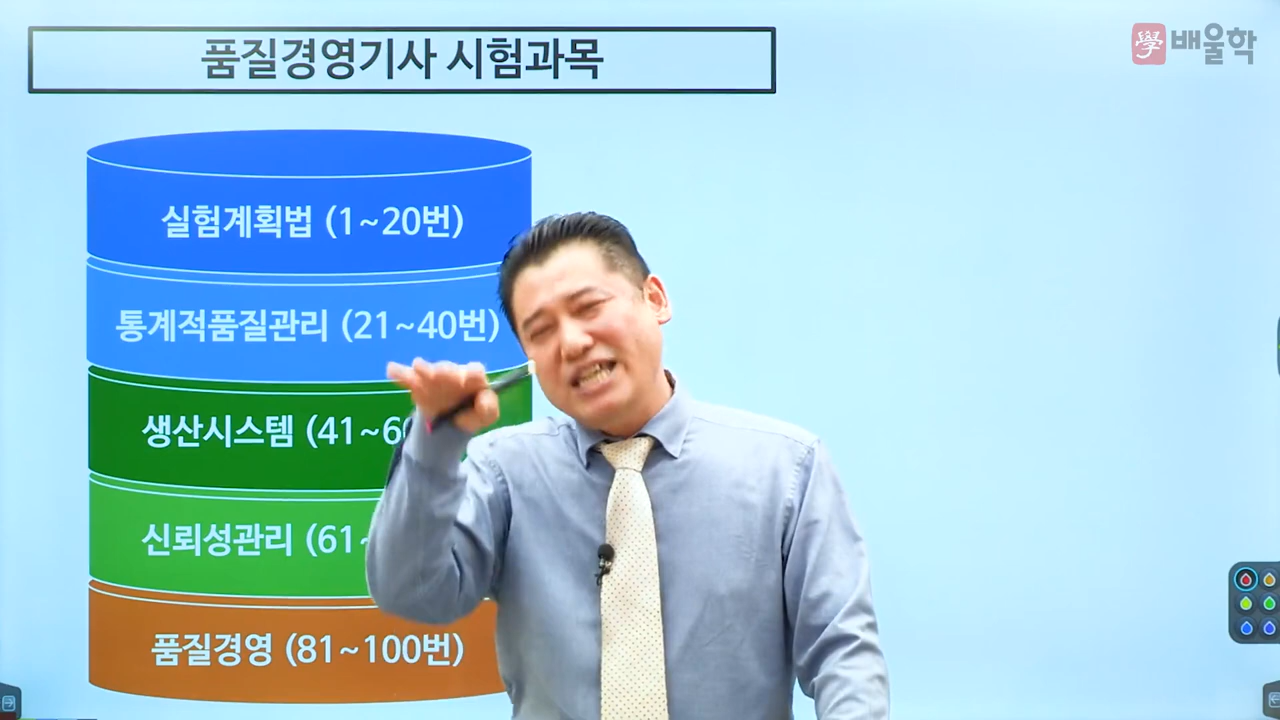 품질경영기사 시험과목
學 배울학
실험계획법 (1~20번)
통계적품질관리 (21~40번)
생산시스템 (41~6
신뢰성관리 (61~
품질경영 (81~100번)